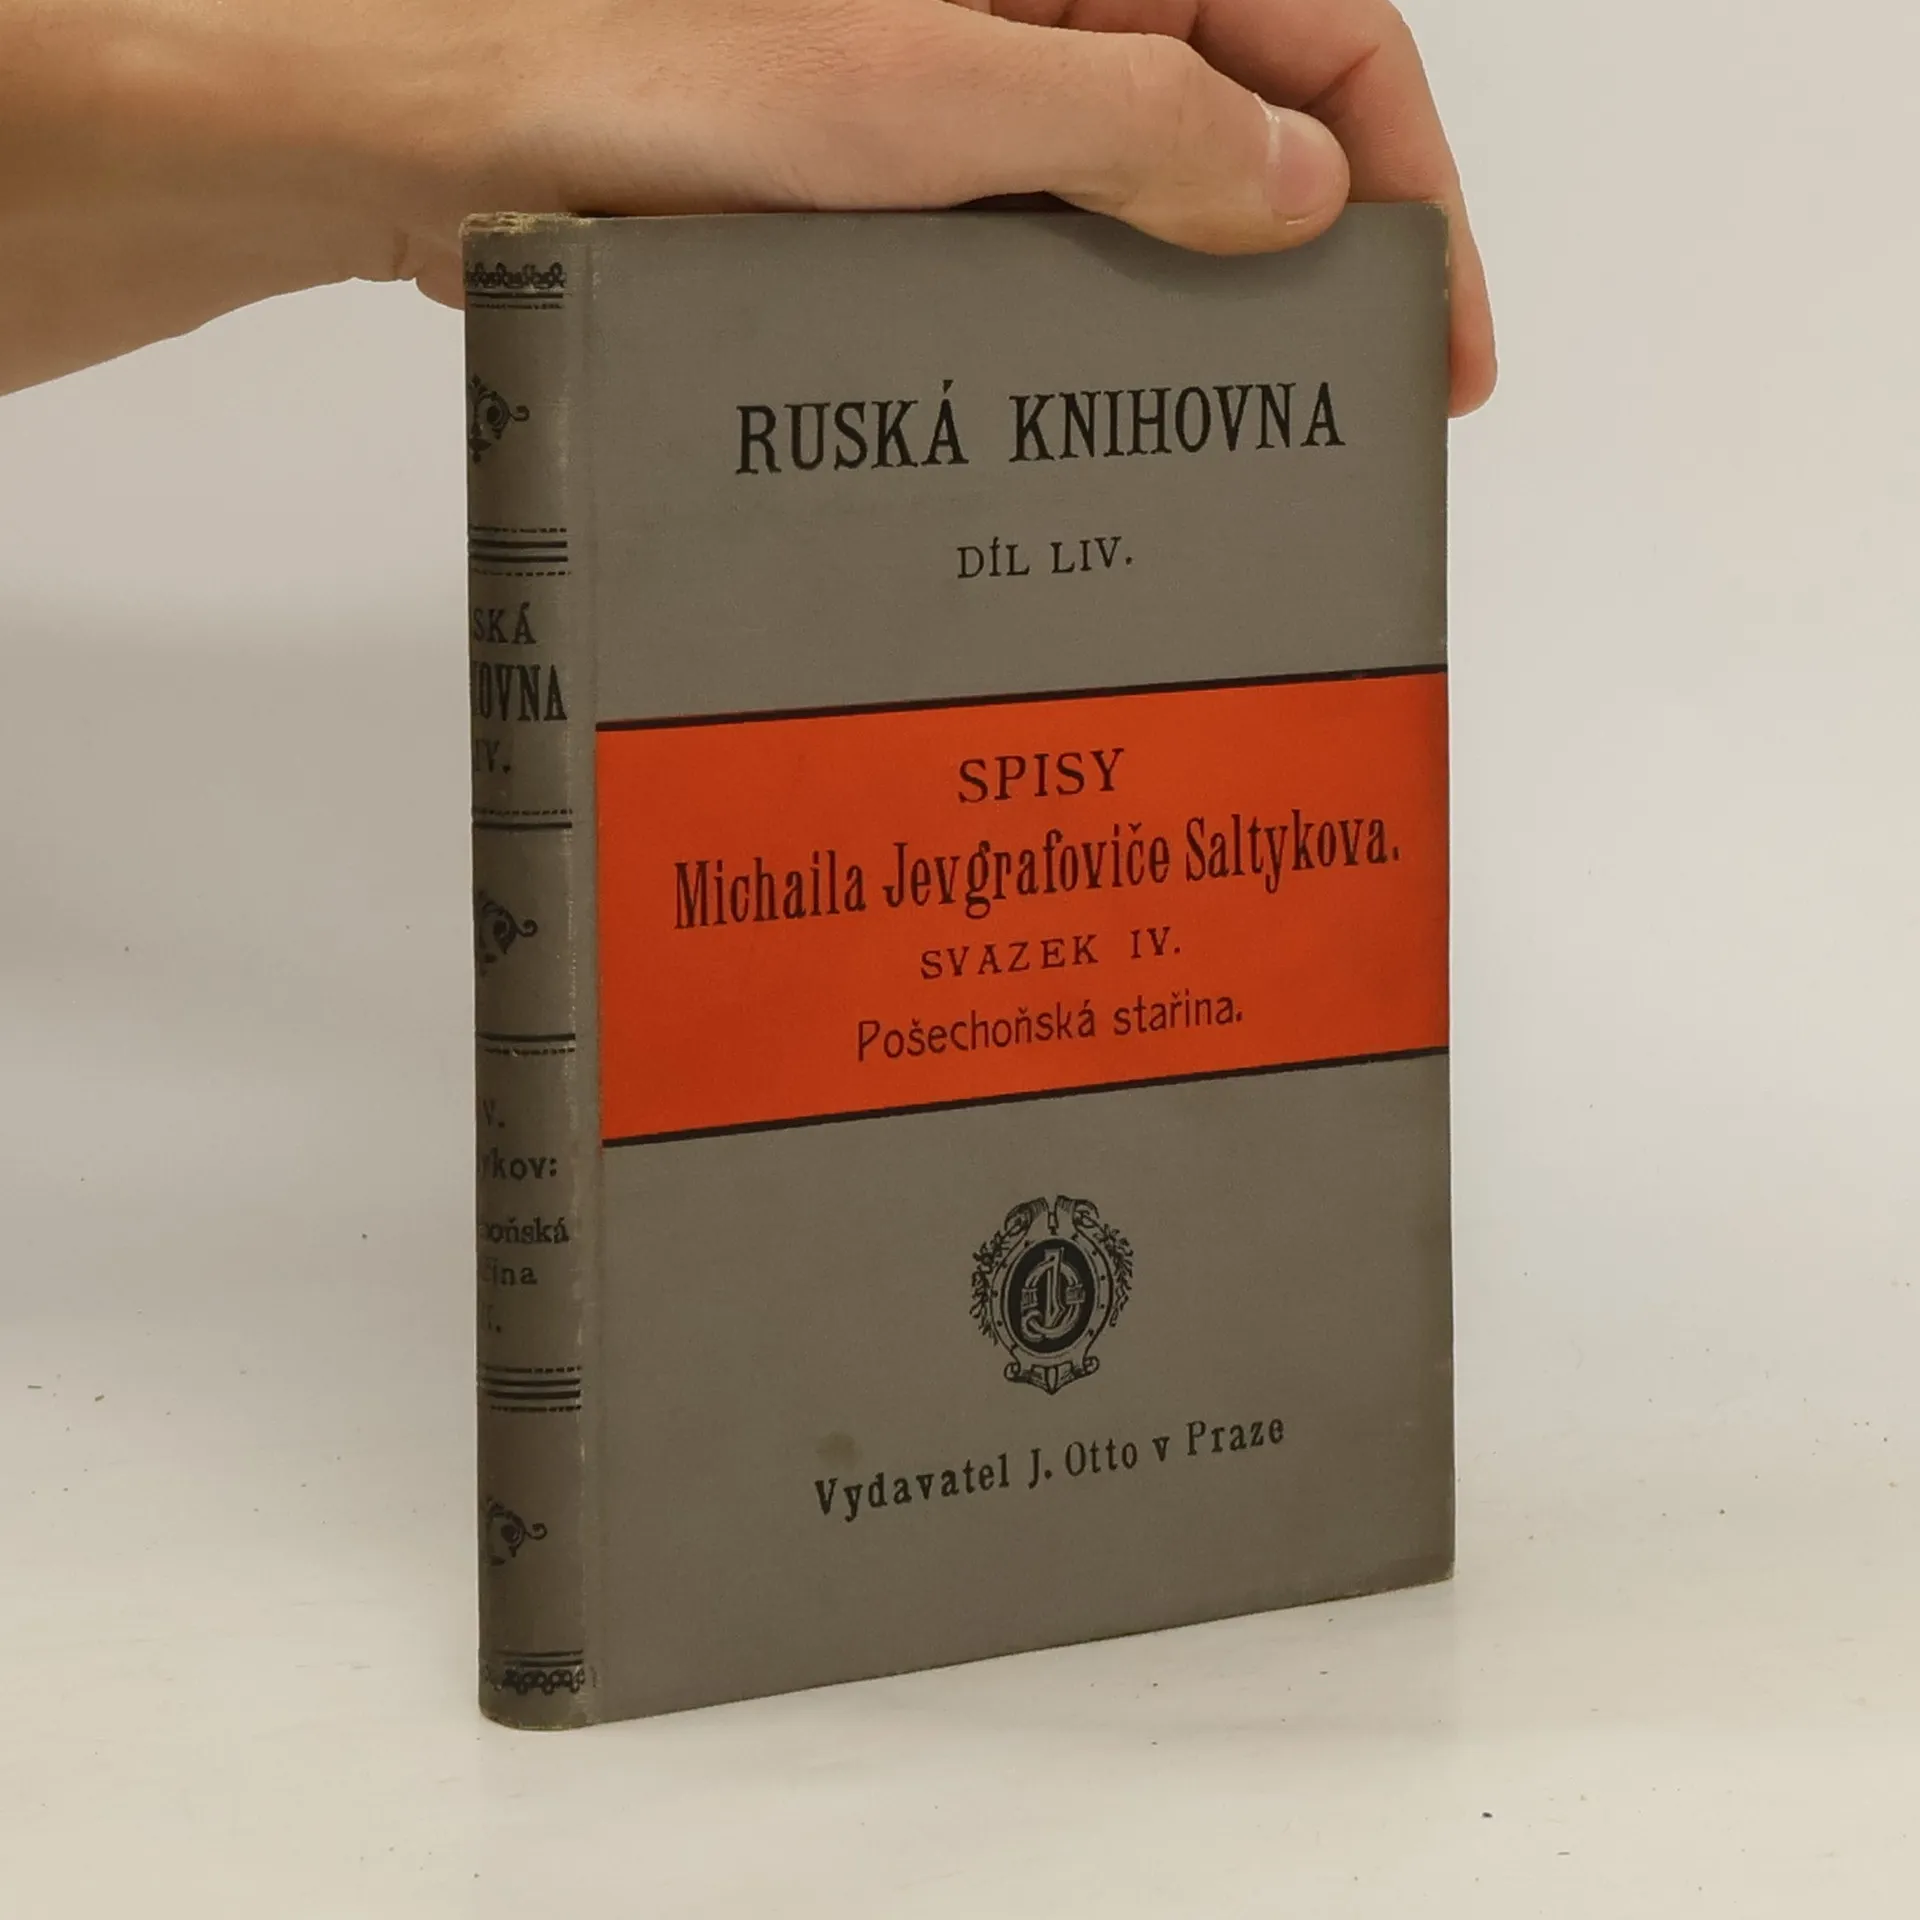 RUSKÁ KNIHOVNA
DÍL LIV.
SPISY
Michaila Jevgrafoviče Saltykova.
SVAZEK IV.
Pošechoňská stařina.
Vydavatel J. Otto v Praze